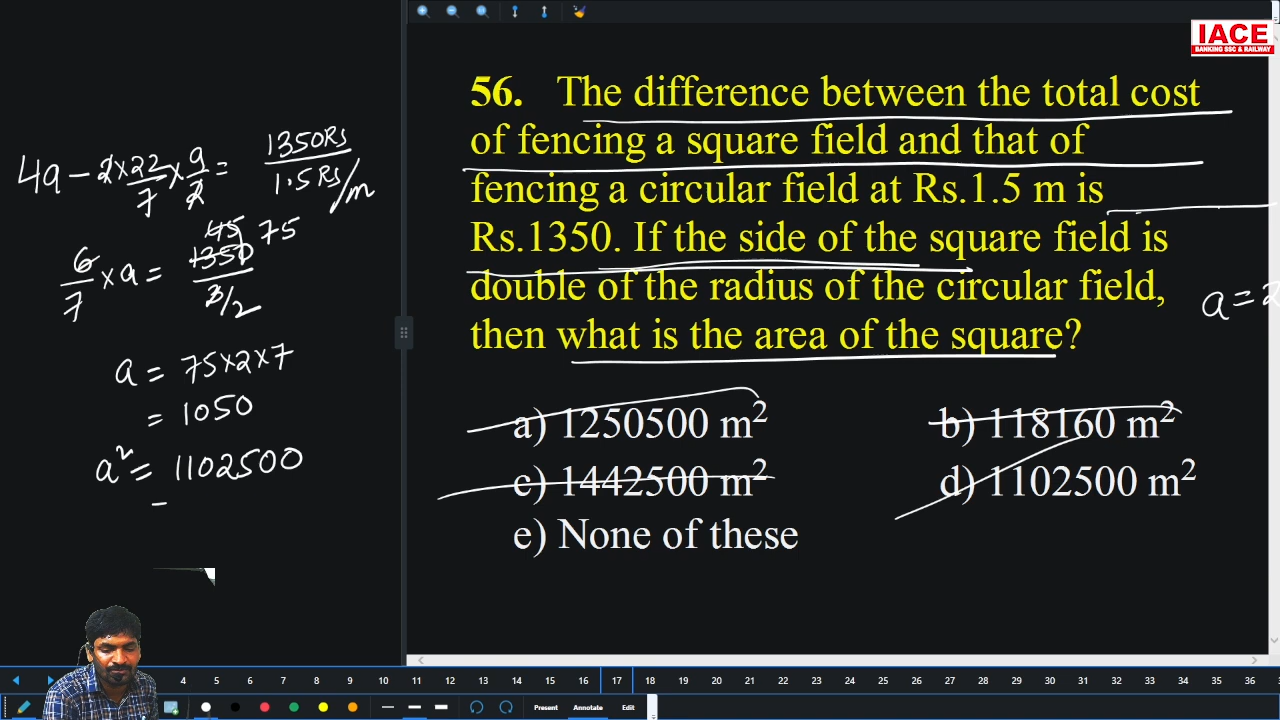 IACE
BANKING SSC & RAILWAY
56. The difference between the total cost
of fencing a square field and that of
fencing a circular field at Rs.1.5 m is
Rs.1350. If the side of the square field is
double of the radius of the circular field,
then what is the area of the square?
a) 1250500 m²
b) 118160 m²
c) 1442500 m²
d) 1102500 m²
e) None of these
4a - 2 × 22/7 × a/2 = 1350Rs / 1.5 Rs/m
6/7 × a = 1350 / 3/2
45 75
a = 75×2×7
= 1050
a² = 1102500
=
a = 2
4 5 6 7 8 9 10 11 12 13 14 15 16 17 18 19 20 21 22 23 24 25 26 27 28 29 30 31 32 33 34 35 36
Present Annotate Edit